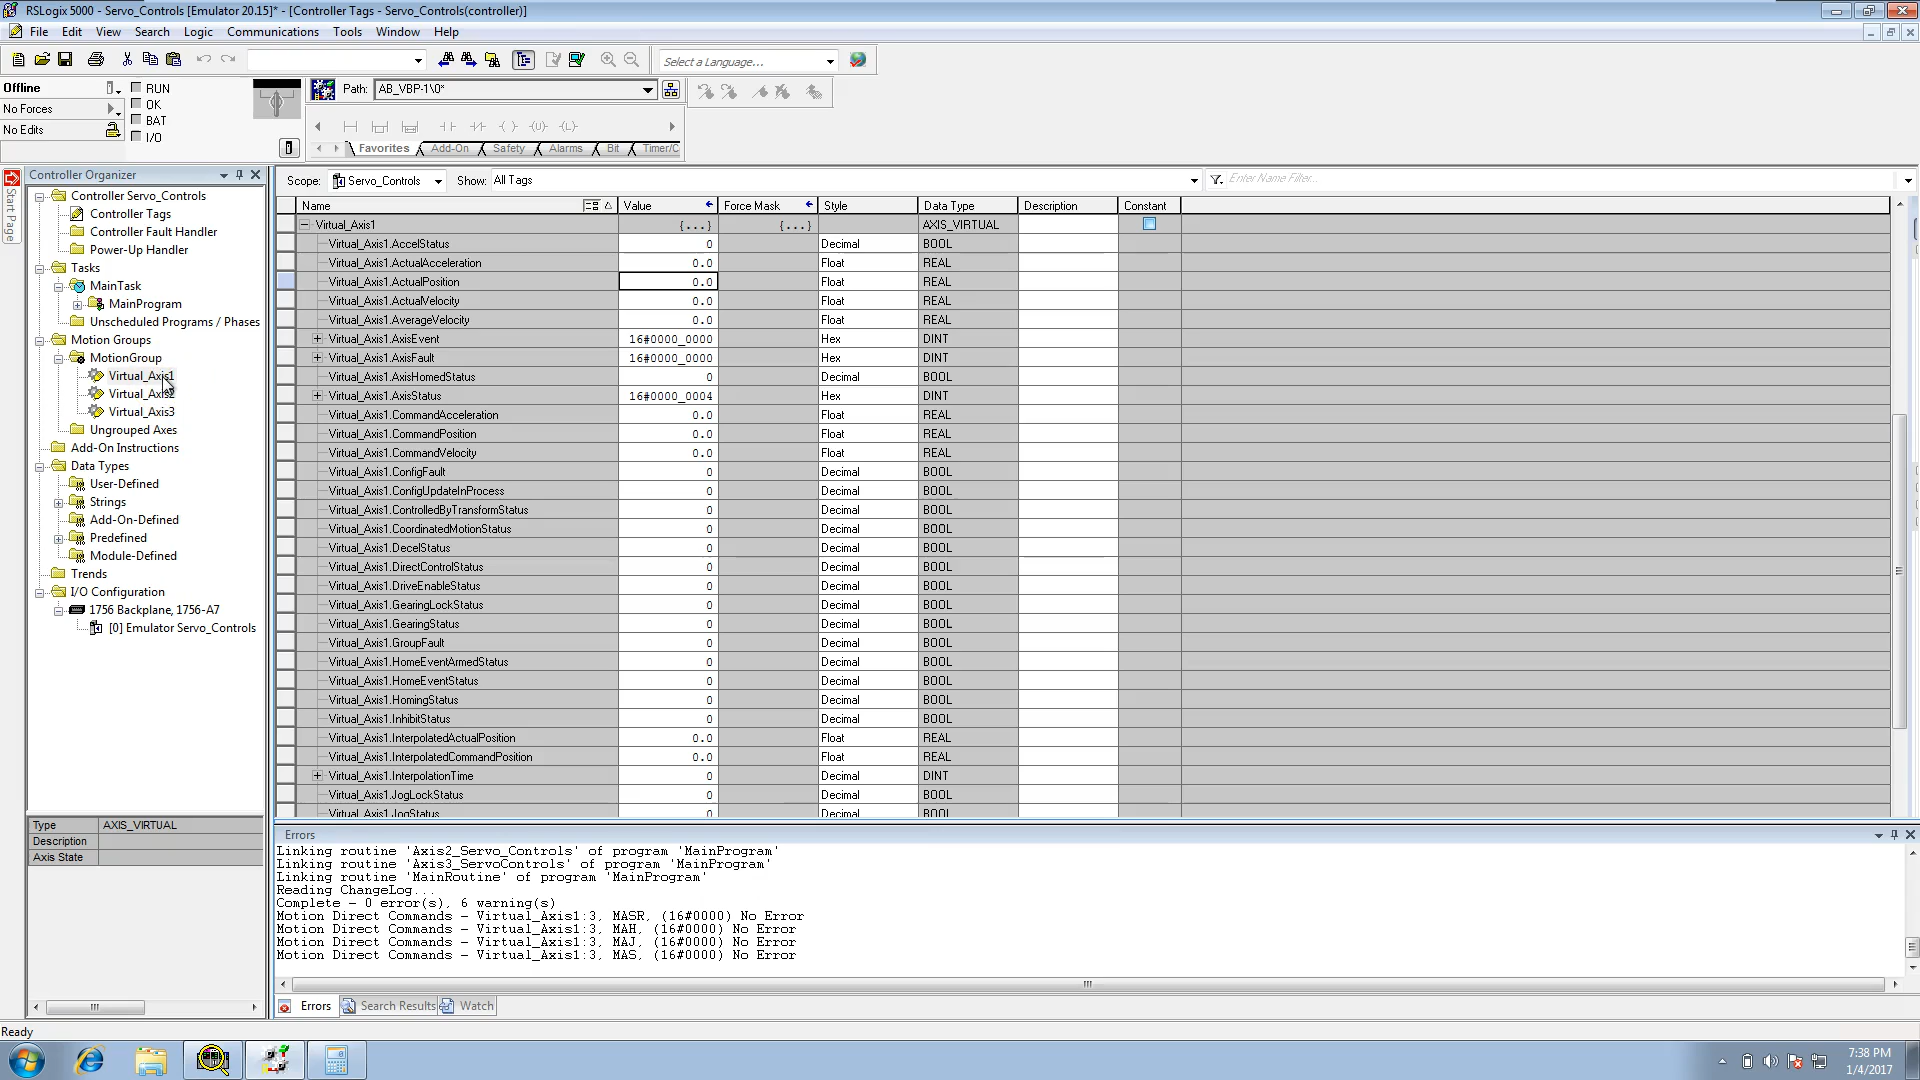 RSLogix 5000 - Servo_Controls [Emulator 20.15]* - [Controller Tags - Servo_Controls(controller)]
File Edit View Search Logic Communications Tools Window Help
Select a Language...
Offline RUN
No Forces OK
No Edits BAT
I/O
Path: AB_VBP-1\0*
Favorites Add-On Safety Alarms Bit Timer/C
Start Page
Controller Organizer
Controller Servo_Controls
Controller Tags
Controller Fault Handler
Power-Up Handler
Tasks
MainTask
MainProgram
Unscheduled Programs / Phases
Motion Groups
MotionGroup
Virtual_Axis1
Virtual_Axis2
Virtual_Axis3
Ungrouped Axes
Add-On Instructions
Data Types
User-Defined
Strings
Add-On-Defined
Predefined
Module-Defined
Trends
I/O Configuration
1756 Backplane, 1756-A7
[0] Emulator Servo_Controls
Type AXIS_VIRTUAL
Description
Axis State
Scope: Servo_Controls Show: All Tags Enter Name Filter...
Name Value Force Mask Style Data Type Description Constant
Virtual_Axis1 {...} {...} AXIS_VIRTUAL
Virtual_Axis1.AccelStatus 0 Decimal BOOL
Virtual_Axis1.ActualAcceleration 0.0 Float REAL
Virtual_Axis1.ActualPosition 0.0 Float REAL
Virtual_Axis1.ActualVelocity 0.0 Float REAL
Virtual_Axis1.AverageVelocity 0.0 Float REAL
Virtual_Axis1.AxisEvent 16#0000_0000 Hex DINT
Virtual_Axis1.AxisFault 16#0000_0000 Hex DINT
Virtual_Axis1.AxisHomedStatus 0 Decimal BOOL
Virtual_Axis1.AxisStatus 16#0000_0004 Hex DINT
Virtual_Axis1.CommandAcceleration 0.0 Float REAL
Virtual_Axis1.CommandPosition 0.0 Float REAL
Virtual_Axis1.CommandVelocity 0.0 Float REAL
Virtual_Axis1.ConfigFault 0 Decimal BOOL
Virtual_Axis1.ConfigUpdateInProcess 0 Decimal BOOL
Virtual_Axis1.ControlledByTransformStatus 0 Decimal BOOL
Virtual_Axis1.CoordinatedMotionStatus 0 Decimal BOOL
Virtual_Axis1.DecelStatus 0 Decimal BOOL
Virtual_Axis1.DirectControlStatus 0 Decimal BOOL
Virtual_Axis1.DriveEnableStatus 0 Decimal BOOL
Virtual_Axis1.GearingLockStatus 0 Decimal BOOL
Virtual_Axis1.GearingStatus 0 Decimal BOOL
Virtual_Axis1.GroupFault 0 Decimal BOOL
Virtual_Axis1.HomeEventArmedStatus 0 Decimal BOOL
Virtual_Axis1.HomeEventStatus 0 Decimal BOOL
Virtual_Axis1.HomingStatus 0 Decimal BOOL
Virtual_Axis1.InhibitStatus 0 Decimal BOOL
Virtual_Axis1.InterpolatedActualPosition 0.0 Float REAL
Virtual_Axis1.InterpolatedCommandPosition 0.0 Float REAL
Virtual_Axis1.InterpolationTime 0 Decimal DINT
Virtual_Axis1.JogLockStatus 0 Decimal BOOL
Virtual_Axis1.JogStatus 0 Decimal BOOL
Errors
Linking routine 'Axis2_Servo_Controls' of program 'MainProgram'
Linking routine 'Axis3_ServoControls' of program 'MainProgram'
Linking routine 'MainRoutine' of program 'MainProgram'
Reading ChangeLog...
Complete - 0 error(s), 6 warning(s)
Motion Direct Commands - Virtual_Axis1:3, MASR, (16#0000) No Error
Motion Direct Commands - Virtual_Axis1:3, MAH, (16#0000) No Error
Motion Direct Commands - Virtual_Axis1:3, MAJ, (16#0000) No Error
Motion Direct Commands - Virtual_Axis1:3, MAS, (16#0000) No Error
Errors Search Results Watch
Ready
7:38 PM
1/4/2017